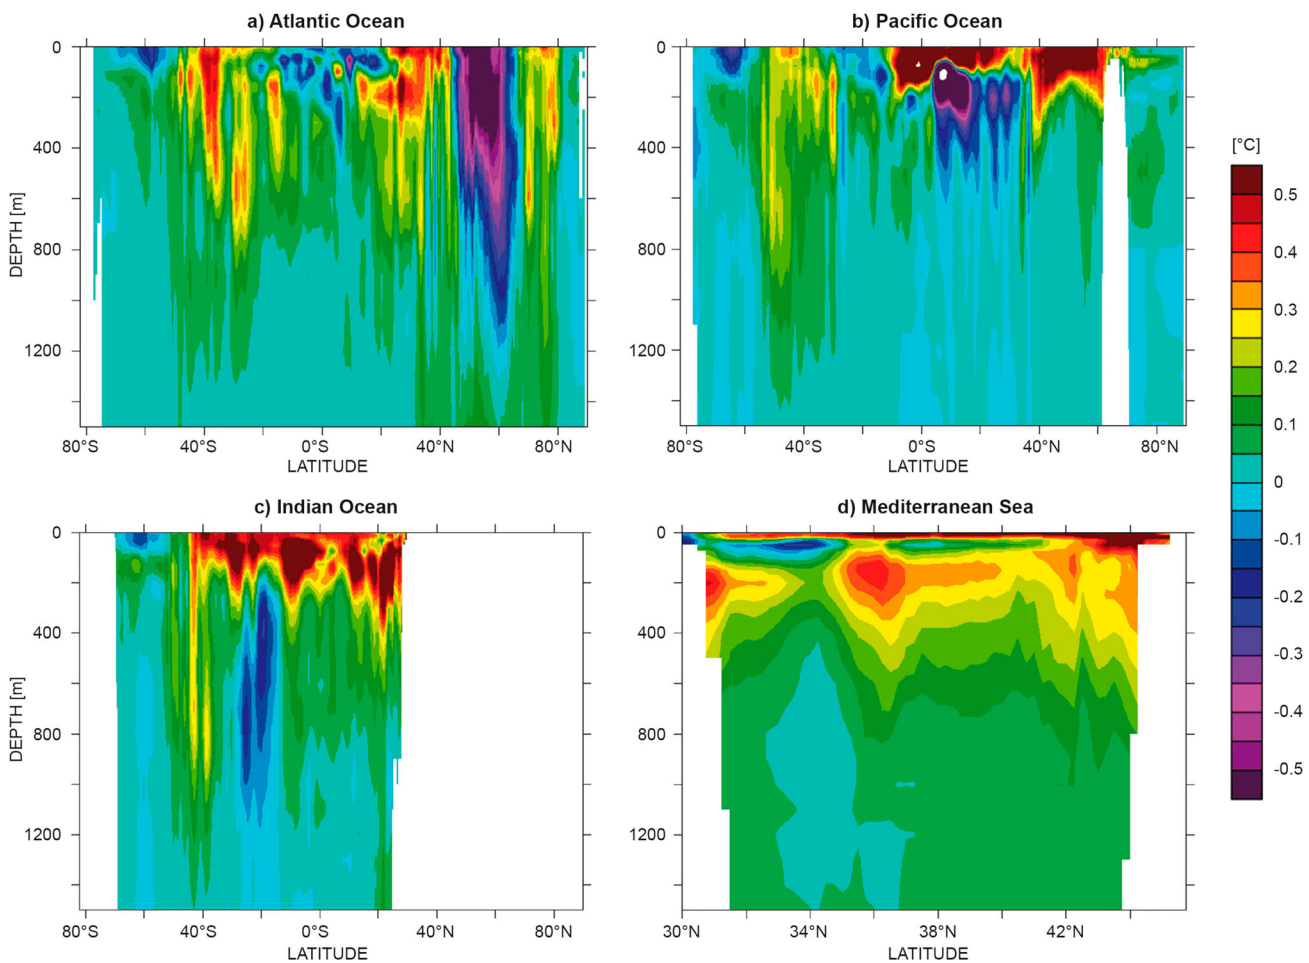 a) Atlantic Ocean
b) Pacific Ocean
0
400
800
1200
DEPTH [m]
80°S 40°S 0°S 40°N 80°N
LATITUDE
0
400
800
1200
80°S 40°S 0°S 40°N 80°N
LATITUDE
[°C]
0.5
0.4
0.3
0.2
0.1
0
-0.1
-0.2
-0.3
-0.4
-0.5
c) Indian Ocean
d) Mediterranean Sea
0
400
800
1200
DEPTH [m]
80°S 40°S 0°S 40°N 80°N
LATITUDE
0
400
800
1200
30°N 34°N 38°N 42°N
LATITUDE